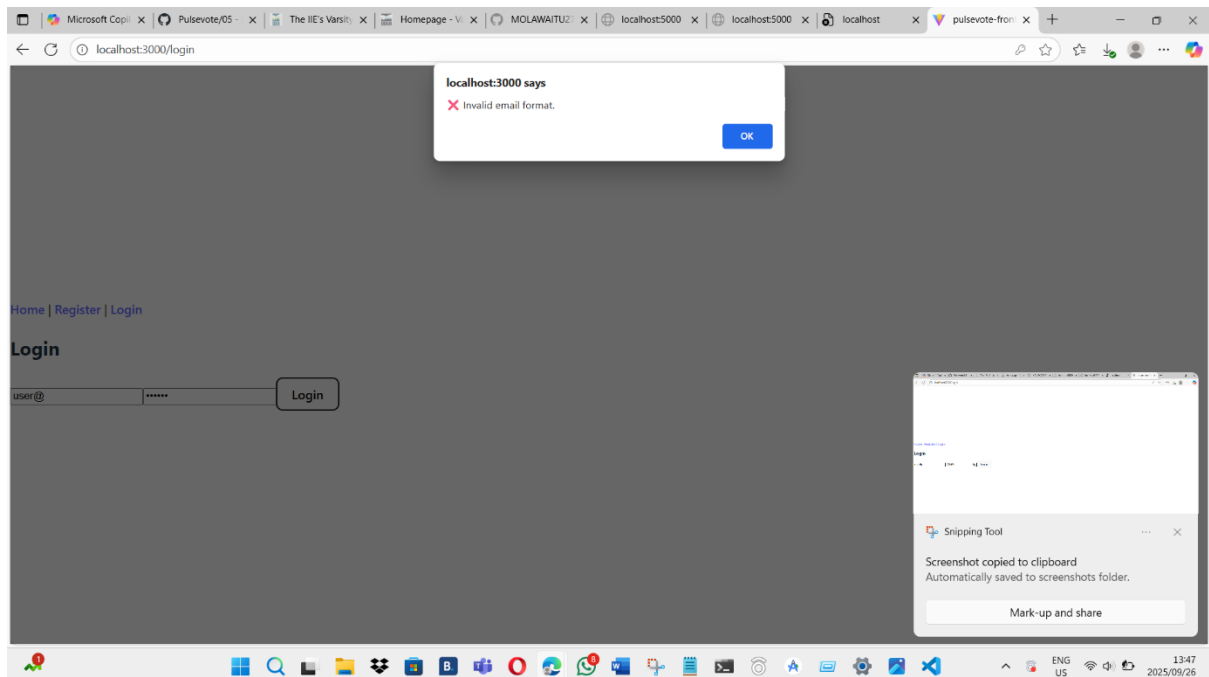 Microsoft Copil
Pulsevote/05 -
The IIE's Varsity
Homepage - V
MOLAWAITU2
localhost:5000
localhost:5000
localhost
pulsevote-fron
localhost:3000/login
localhost:3000 says
❌ Invalid email format.
OK
Home | Register | Login
Login
user@
••••••
Login
Snipping Tool
Screenshot copied to clipboard
Automatically saved to screenshots folder.
Mark-up and share
ENG
US
13:47
2025/09/26